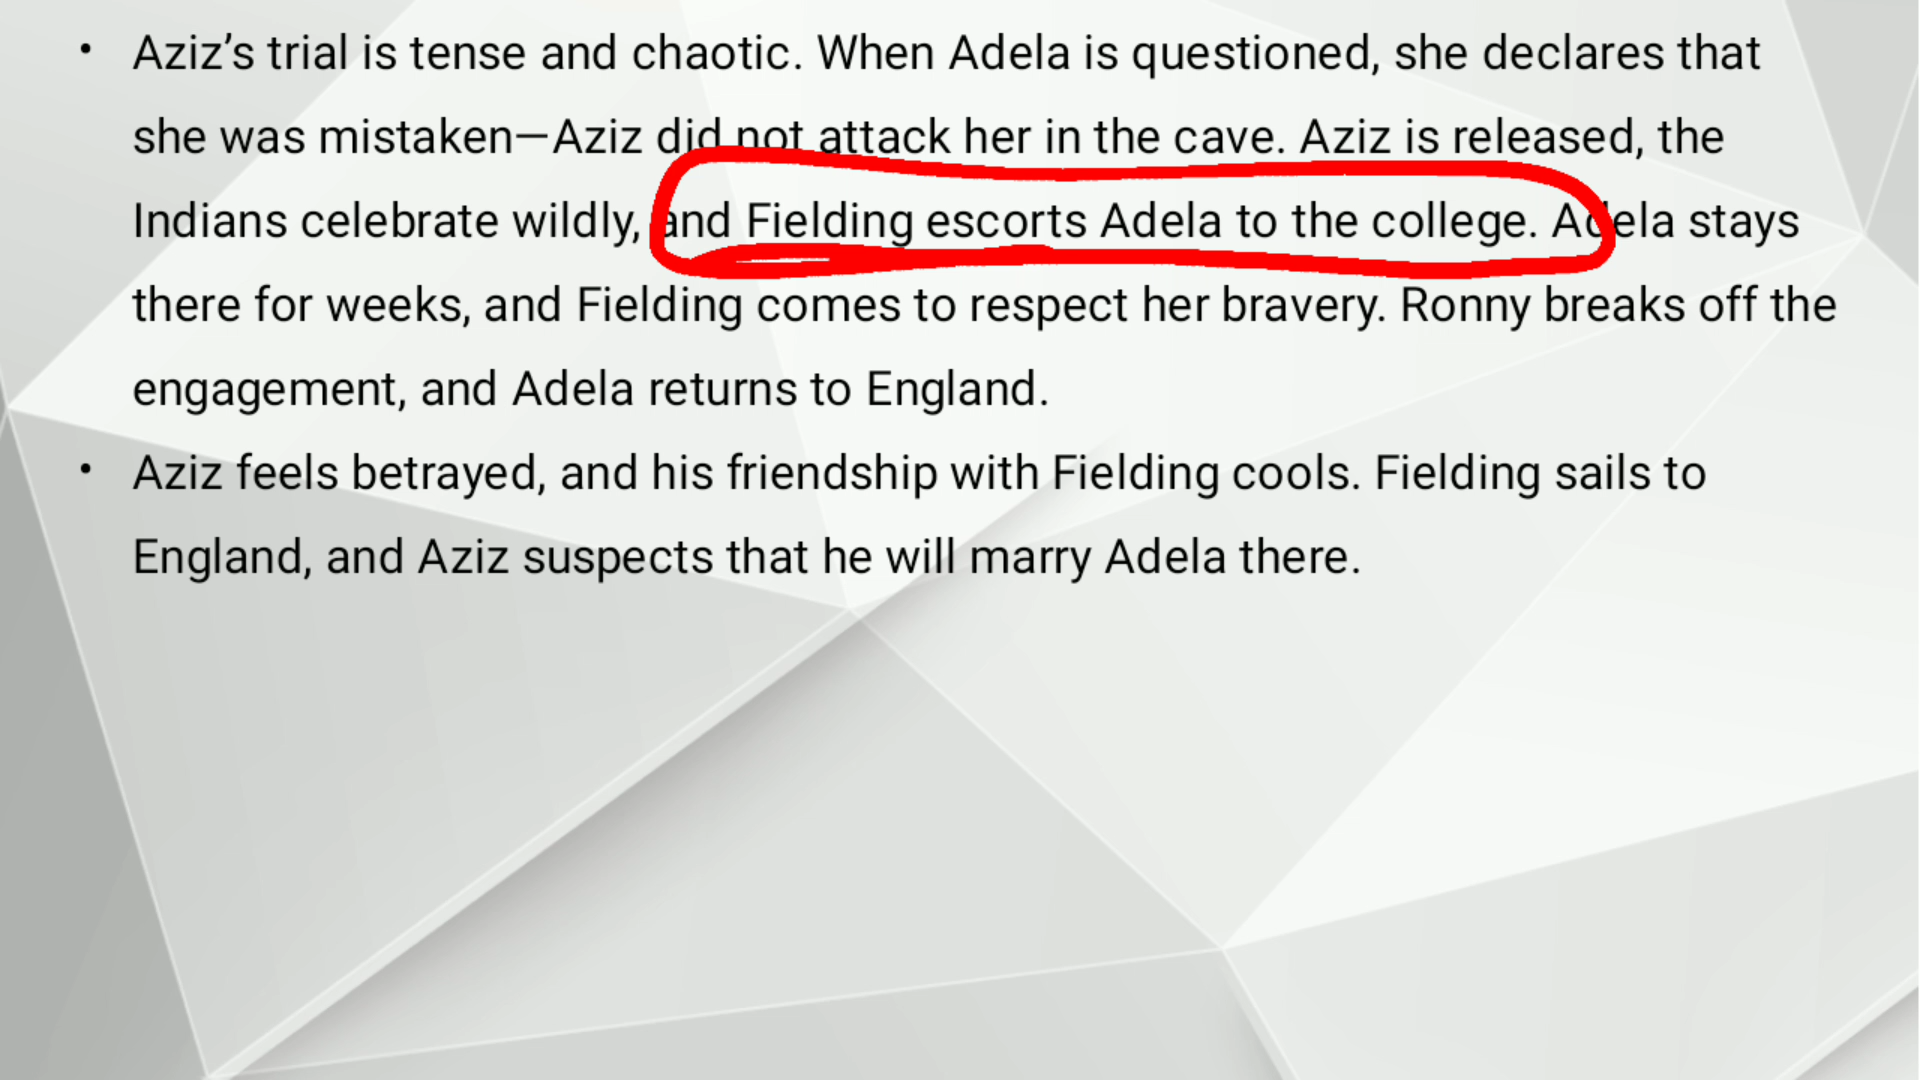 • Aziz’s trial is tense and chaotic. When Adela is questioned, she declares that
she was mistaken—Aziz did not attack her in the cave. Aziz is released, the
Indians celebrate wildly, and Fielding escorts Adela to the college. Adela stays
there for weeks, and Fielding comes to respect her bravery. Ronny breaks off the
engagement, and Adela returns to England.
• Aziz feels betrayed, and his friendship with Fielding cools. Fielding sails to
England, and Aziz suspects that he will marry Adela there.